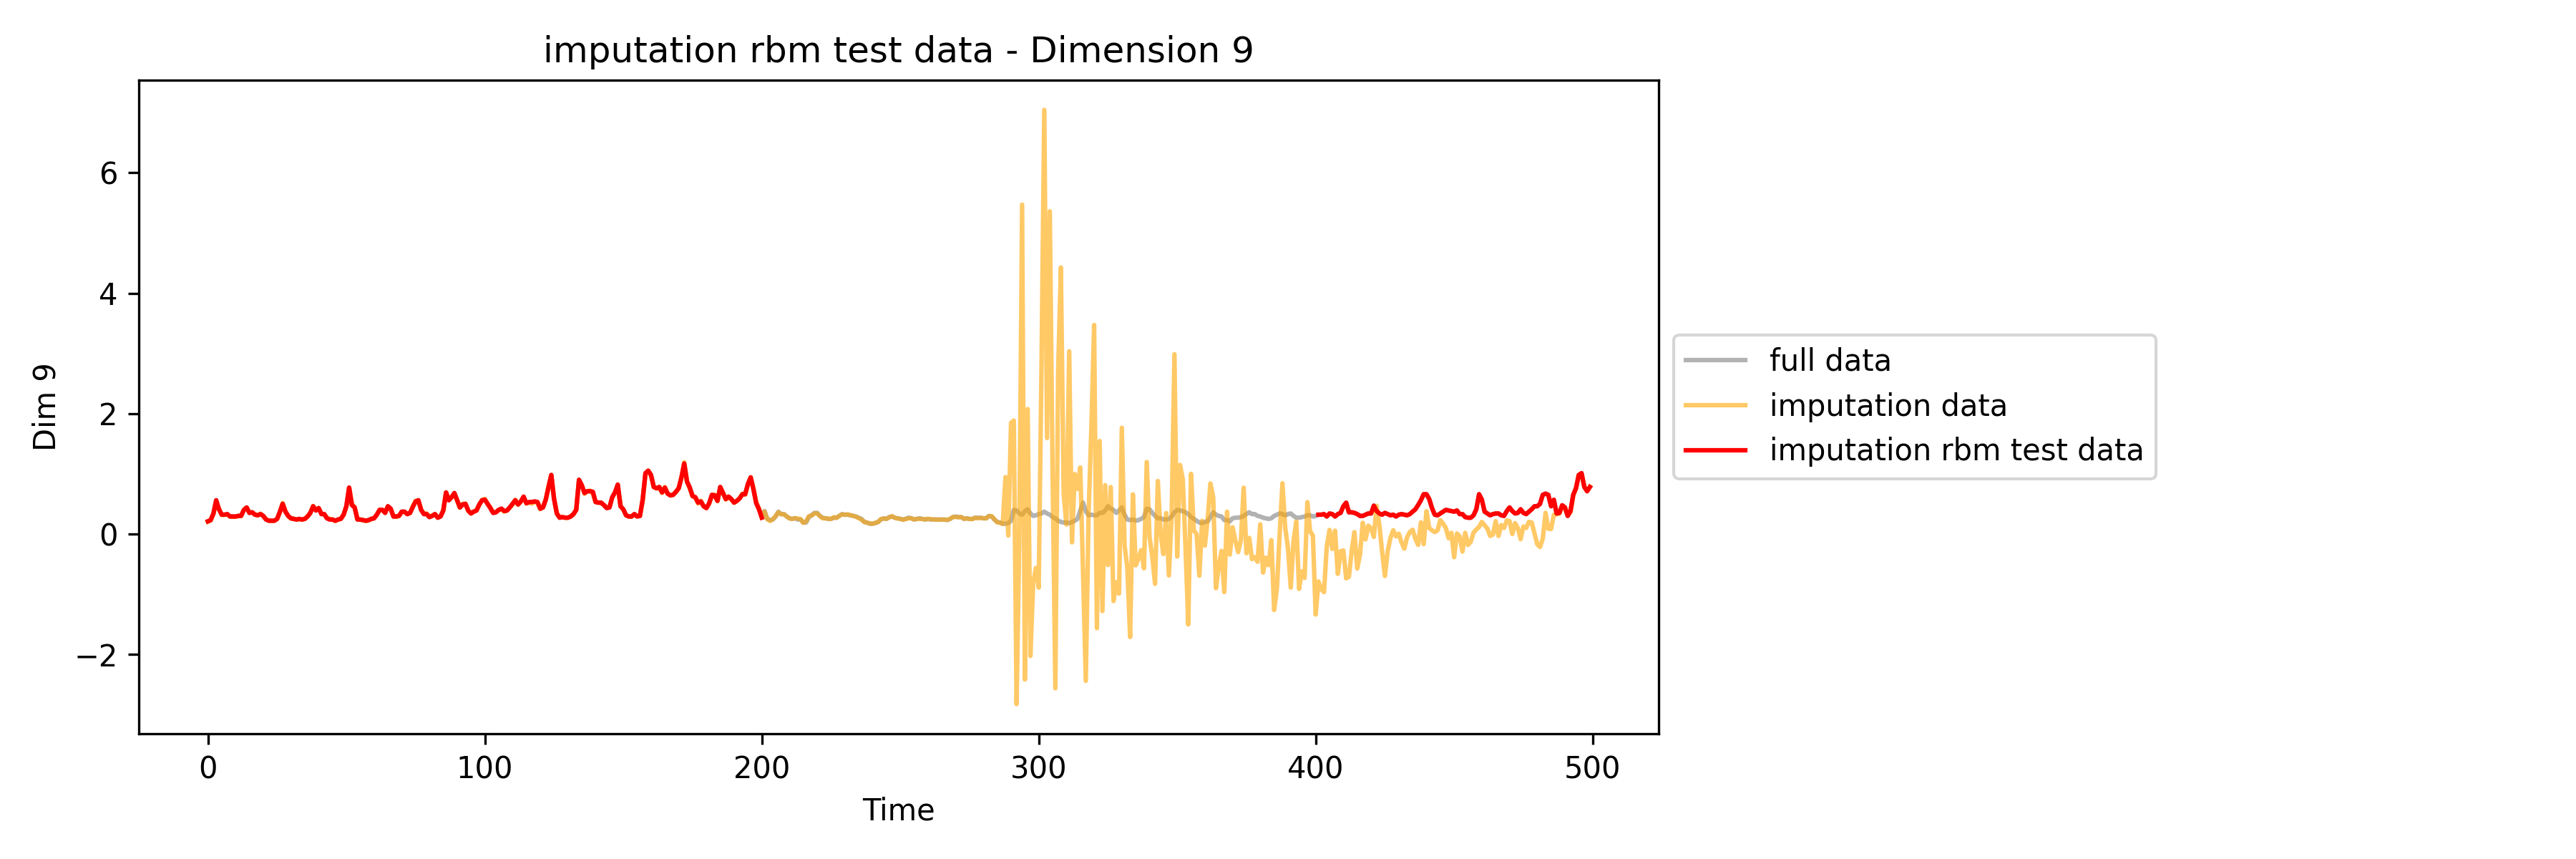 imputation rbm test data - Dimension 9
6
4
2
0
−2
Dim 9
0 100 200 300 400 500
Time
full data
imputation data
imputation rbm test data